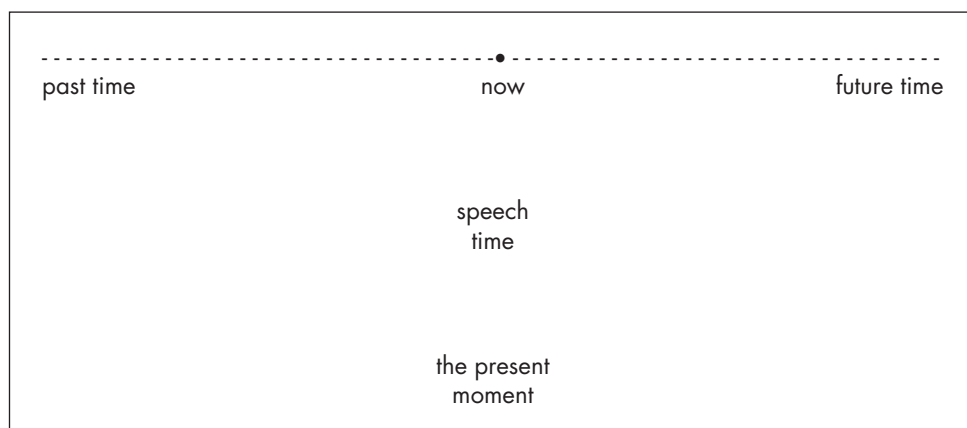 past time now future time
speech
time
the present
moment